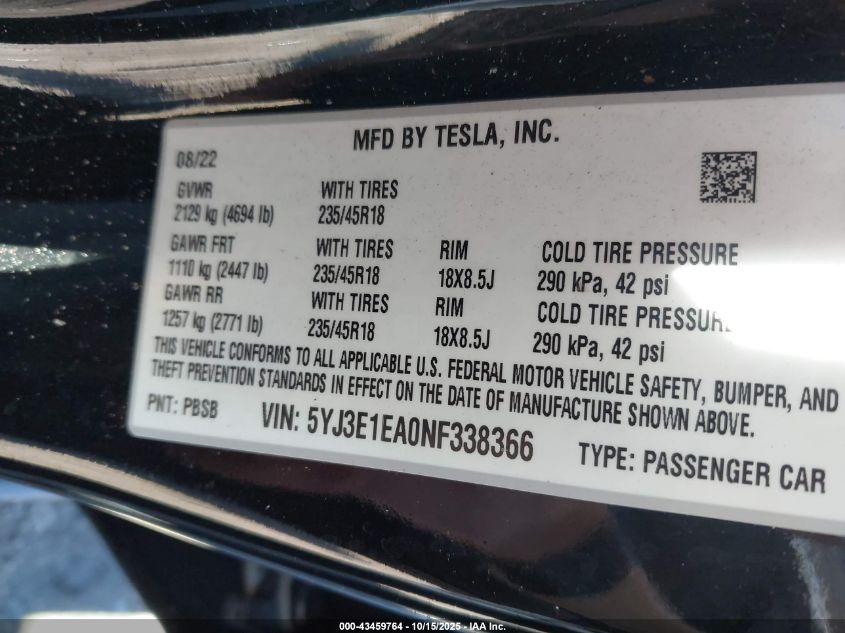 MFD BY TESLA, INC.
08/22
GVWR WITH TIRES
2129 kg (4694 lb) 235/45R18
GAWR FRT WITH TIRES RIM COLD TIRE PRESSURE
1110 kg (2447 lb) 235/45R18 18X8.5J 290 kPa, 42 psi
GAWR RR WITH TIRES RIM COLD TIRE PRESSURE
1257 kg (2771 lb) 235/45R18 18X8.5J 290 kPa, 42 psi
THIS VEHICLE CONFORMS TO ALL APPLICABLE U.S. FEDERAL MOTOR VEHICLE SAFETY, BUMPER, AND
THEFT PREVENTION STANDARDS IN EFFECT ON THE DATE OF MANUFACTURE SHOWN ABOVE.
PNT: PBSB VIN: 5YJ3E1EA0NF338366 TYPE: PASSENGER CAR
000-43459764 - 10/15/2025 - IAA Inc.